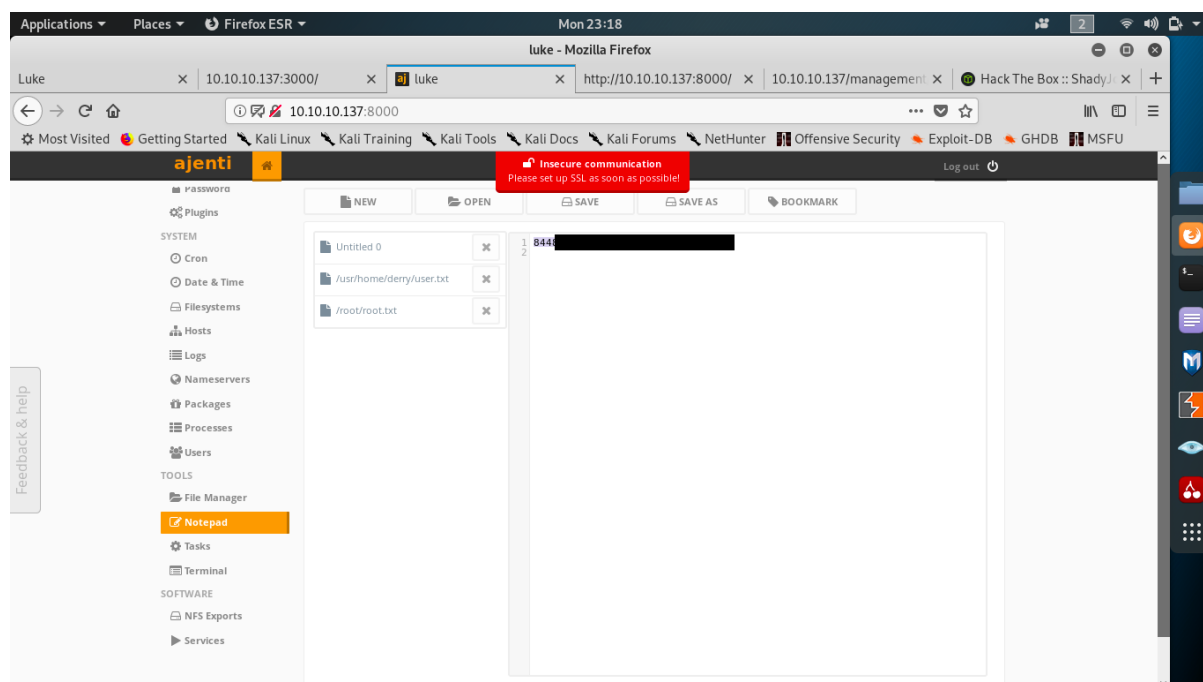 Applications Places Firefox ESR Mon 23:18 2
luke - Mozilla Firefox
Luke 10.10.10.137:3000/ luke http://10.10.10.137:8000/ 10.10.10.137/management Hack The Box :: ShadyJ
10.10.10.137:8000
Most Visited Getting Started Kali Linux Kali Training Kali Tools Kali Docs Kali Forums NetHunter Offensive Security Exploit-DB GHDB MSFU
ajenti
Insecure communication
Please set up SSL as soon as possible!
Log out
Password
Plugins
SYSTEM
Cron
Date & Time
Filesystems
Hosts
Logs
Nameservers
Packages
Processes
Users
TOOLS
File Manager
Notepad
Tasks
Terminal
SOFTWARE
NFS Exports
Services
NEW OPEN SAVE SAVE AS BOOKMARK
Untitled 0
/usr/home/derry/user.txt
/root/root.txt
1 8448
2
Feedback & help